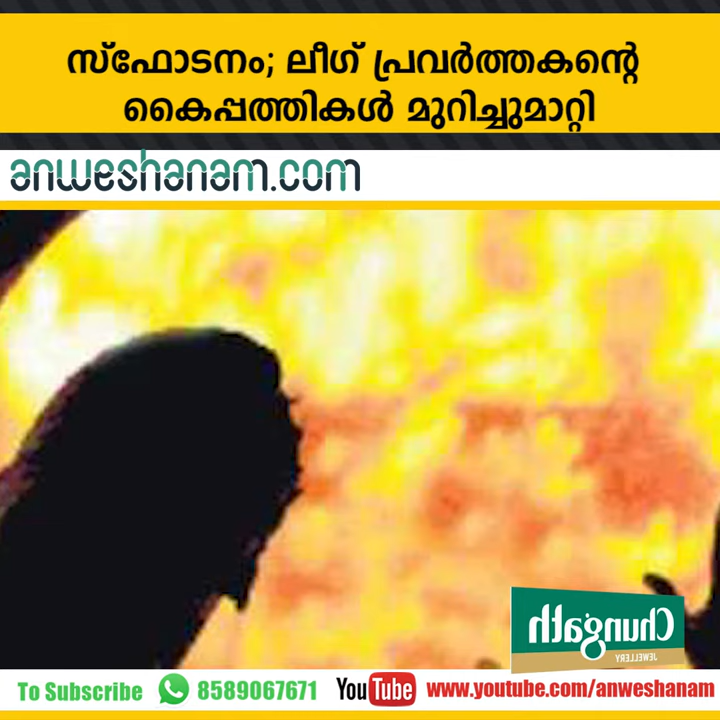 സ്ഫോടനം; ലീഗ് പ്രവർത്തകന്റെ
കൈപ്പത്തികൾ മുറിച്ചുമാറ്റി
anweshanam.com
Chungath
JEWELLERY
To Subscribe 8589067671 YouTube www.youtube.com/anweshanam